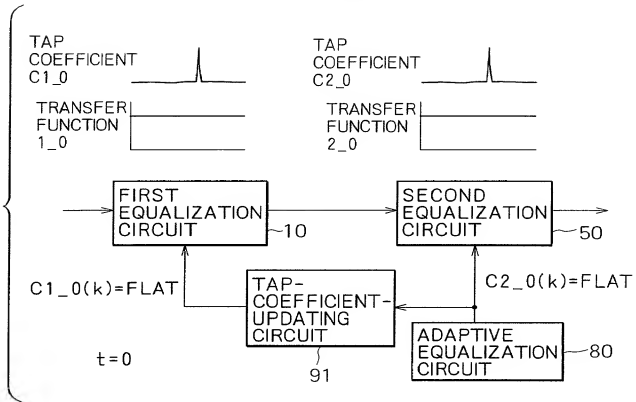 TAP
COEFFICIENT
C1_0
TAP
COEFFICIENT
C2_0
TRANSFER
FUNCTION
1_0
TRANSFER
FUNCTION
2_0
FIRST
EQUALIZATION
CIRCUIT
10
SECOND
EQUALIZATION
CIRCUIT
50
C1_0(k)=FLAT
TAP-
COEFFICIENT-
UPDATING
CIRCUIT
91
C2_0(k)=FLAT
ADAPTIVE
EQUALIZATION
CIRCUIT
80
t=0